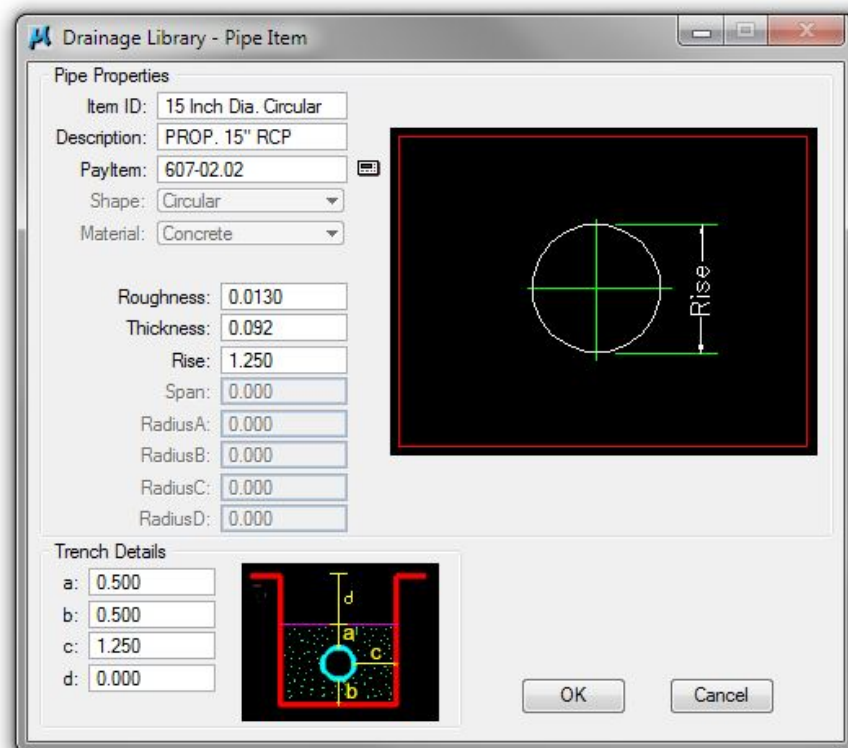 Drainage Library - Pipe Item
Pipe Properties
Item ID: 15 Inch Dia. Circular
Description: PROP. 15" RCP
PayItem: 607-02.02
Shape: Circular
Material: Concrete
Roughness: 0.0130
Thickness: 0.092
Rise: 1.250
Span: 0.000
RadiusA: 0.000
RadiusB: 0.000
RadiusC: 0.000
RadiusD: 0.000
Rise
Trench Details
a: 0.500
b: 0.500
c: 1.250
d: 0.000
d
a
c
b
OK Cancel